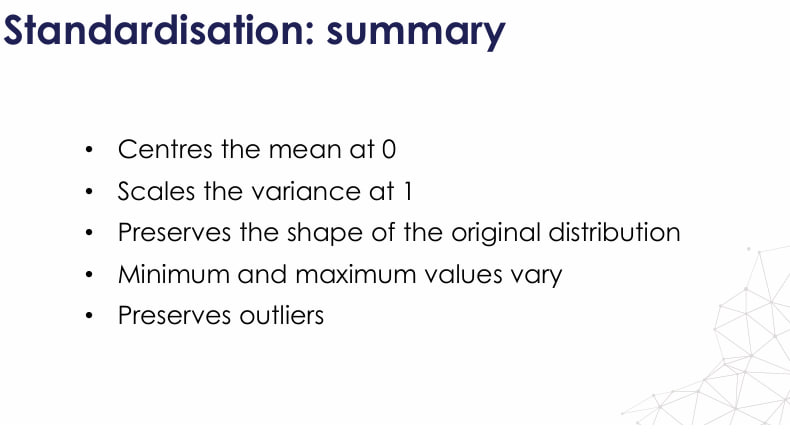 Standardisation: summary
• Centres the mean at 0
• Scales the variance at 1
• Preserves the shape of the original distribution
• Minimum and maximum values vary
• Preserves outliers